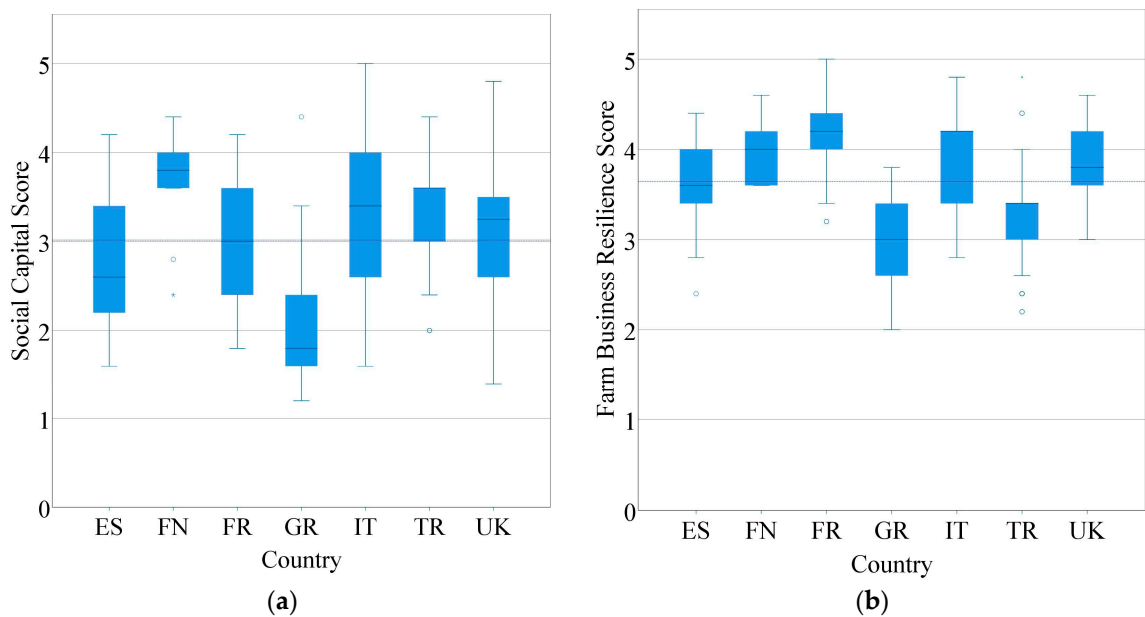 Social Capital Score
5
4
3
2
1
0
ES FN FR GR IT TR UK
Country
(a)
Farm Business Resilience Score
5
4
3
2
1
0
ES FN FR GR IT TR UK
Country
(b)